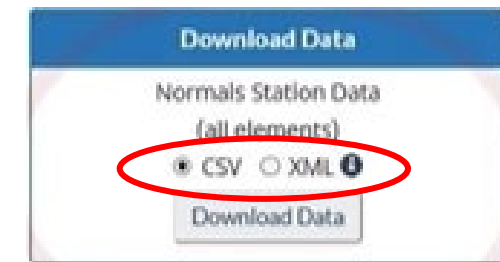 Download Data
Normals Station Data
(all elements)
CSV XML
Download Data